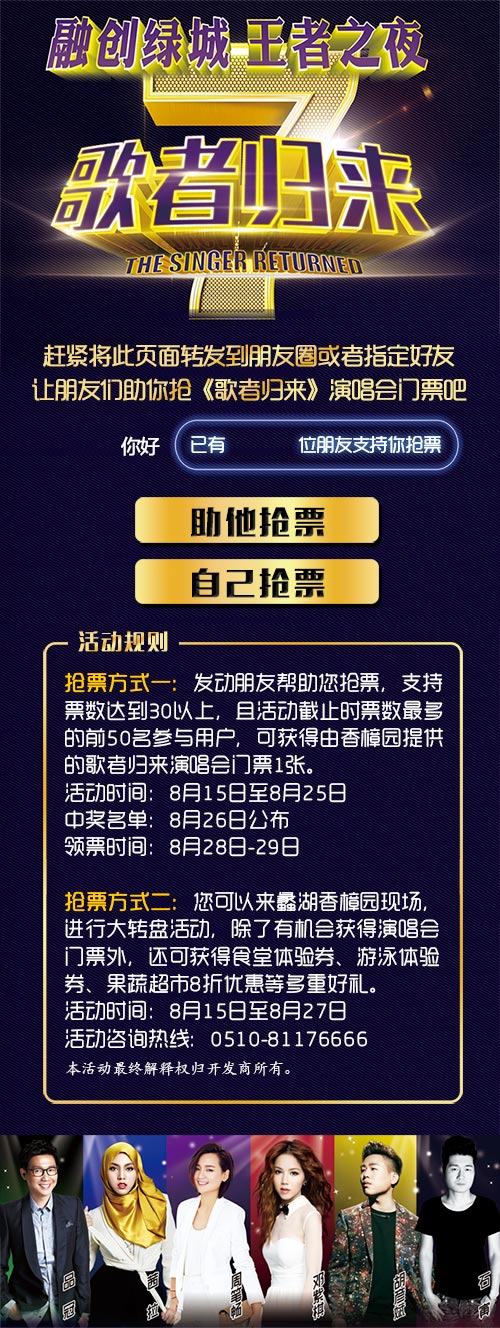 融创绿城 王者之夜
7
歌者归来
THE SINGER RETURNED
赶紧将此页面转发到朋友圈或者指定好友
让朋友们助你抢《歌者归来》演唱会门票吧
你好 已有 位朋友支持你抢票
助他抢票
自己抢票
活动规则
抢票方式一：发动朋友帮助您抢票，支持
票数达到30以上，且活动截止时票数最多
的前50名参与用户，可获得由香樟园提供
的歌者归来演唱会门票1张。
活动时间：8月15日至8月25日
中奖名单：8月26日公布
领票时间：8月28日-29日
抢票方式二：您可以来蠡湖香樟园现场，
进行大转盘活动，除了有机会获得演唱会
门票外，还可获得食堂体验券、游泳体验
券、果蔬超市8折优惠等多重好礼。
活动时间：8月15日至8月27日
活动咨询热线：0510-81176666
本活动最终解释权归开发商所有。
品冠
茜拉
周笔畅
邓紫棋
胡彦斌
石寅